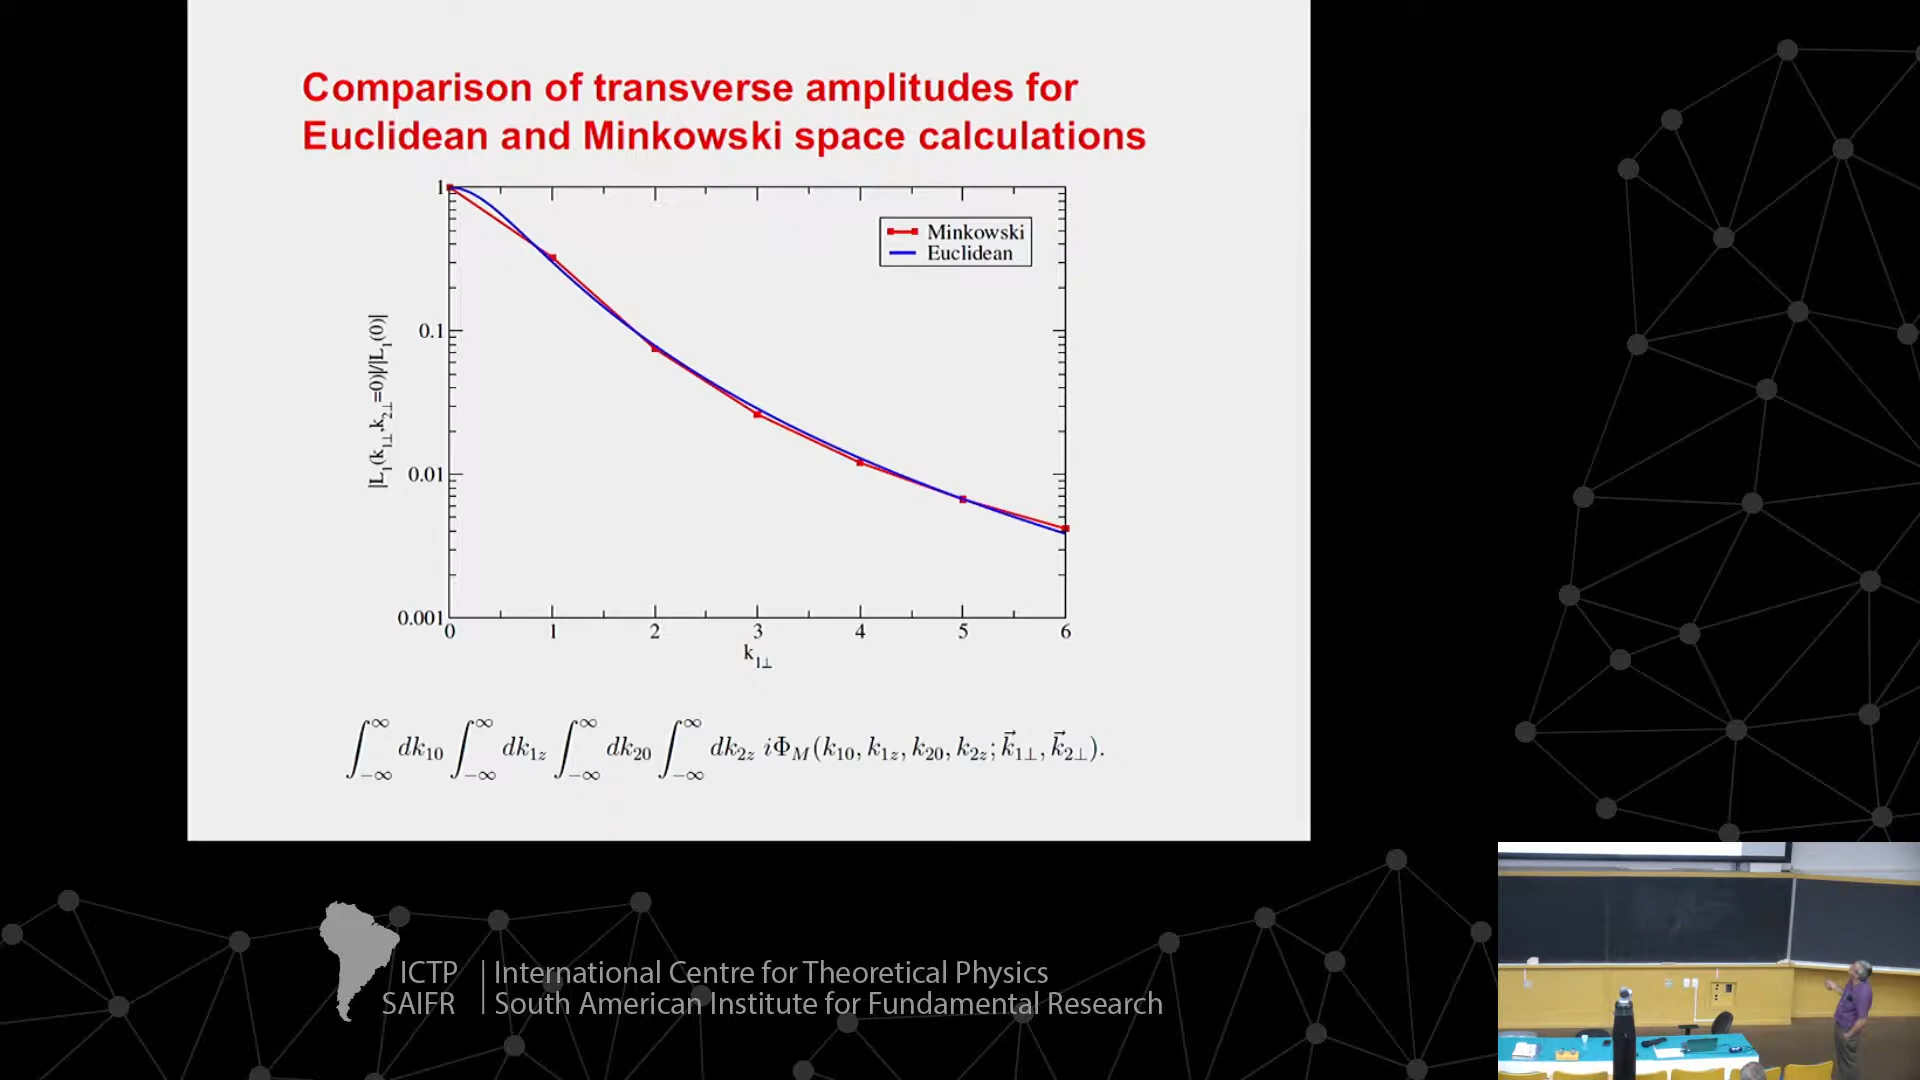 Comparison of transverse amplitudes for
Euclidean and Minkowski space calculations
1
0.1
0.01
0.001
|L₁(k₁⊥,k₂⊥=0)|/|L₁(0)|
Minkowski
Euclidean
0 1 2 3 4 5 6
k₁⊥
∫_{−∞}^{∞} dk₁₀ ∫_{−∞}^{∞} dk₁z ∫_{−∞}^{∞} dk₂₀ ∫_{−∞}^{∞} dk₂z iΦ_M(k₁₀, k₁z, k₂₀, k₂z; k⃗₁⊥, k⃗₂⊥).
ICTP | International Centre for Theoretical Physics
SAIFR | South American Institute for Fundamental Research